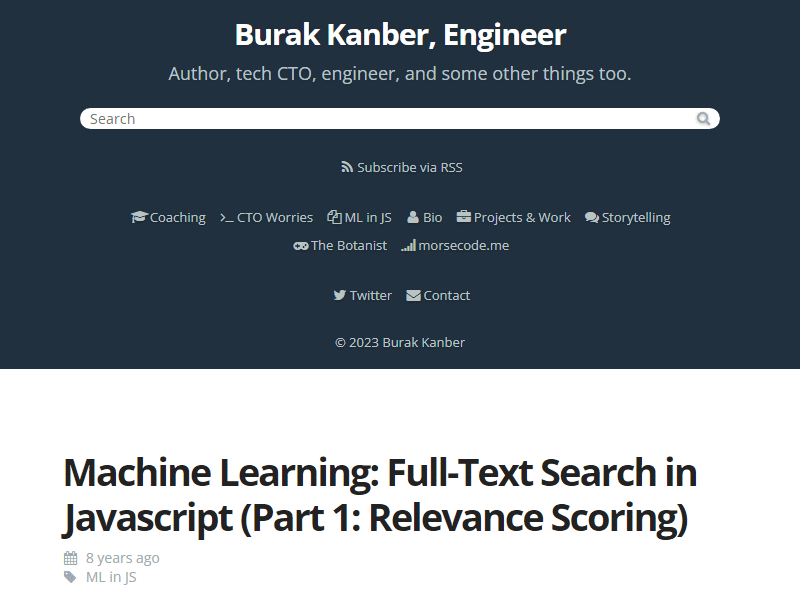 Burak Kanber, Engineer
Author, tech CTO, engineer, and some other things too.
Search
Subscribe via RSS
Coaching CTO Worries ML in JS Bio Projects & Work Storytelling
The Botanist morsecode.me
Twitter Contact
© 2023 Burak Kanber
Machine Learning: Full-Text Search in
Javascript (Part 1: Relevance Scoring)
8 years ago
ML in JS